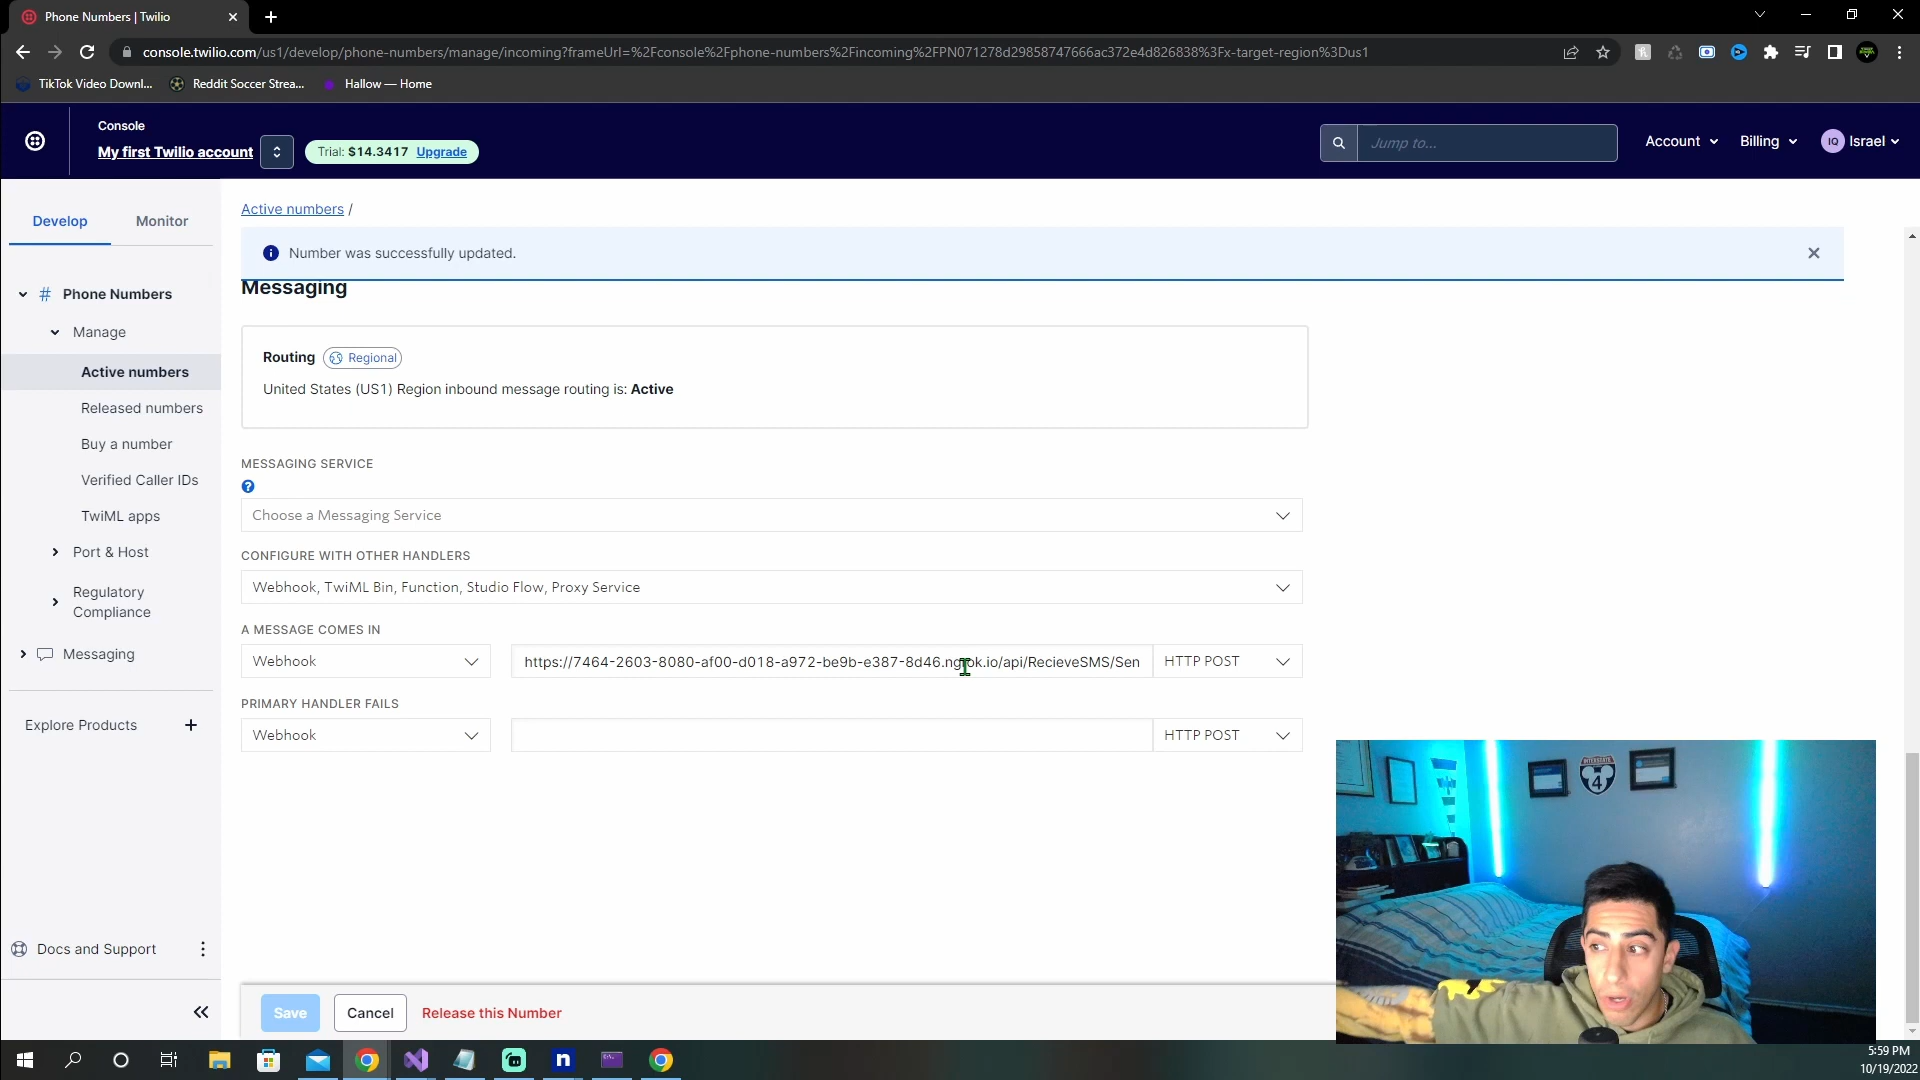 Phone Numbers | Twilio
console.twilio.com/us1/develop/phone-numbers/manage/incoming?frameUrl=%2Fconsole%2Fphone-numbers%2Fincoming%2FPN071278d29858747666ac372e4d826838%3Fx-target-region%3Dus1
TikTok Video Downl...
Reddit Soccer Strea...
Hallow — Home
Console
My first Twilio account
Trial: $14.3417 Upgrade
Jump to...
Account
Billing
IQ
Israel
Develop
Monitor
Active numbers /
Number was successfully updated.
# Phone Numbers
Manage
Active numbers
Released numbers
Buy a number
Verified Caller IDs
TwiML apps
Port & Host
Regulatory
Compliance
Messaging
Explore Products +
Docs and Support
Messaging
Routing Regional
United States (US1) Region inbound message routing is: Active
MESSAGING SERVICE
Choose a Messaging Service
CONFIGURE WITH OTHER HANDLERS
Webhook, TwiML Bin, Function, Studio Flow, Proxy Service
A MESSAGE COMES IN
Webhook
https://7464-2603-8080-af00-d018-a972-be9b-e387-8d46.ngrok.io/api/RecieveSMS/Sen
HTTP POST
PRIMARY HANDLER FAILS
Webhook
HTTP POST
Save
Cancel
Release this Number
INTERSTATE
4
5:59 PM
10/19/2022